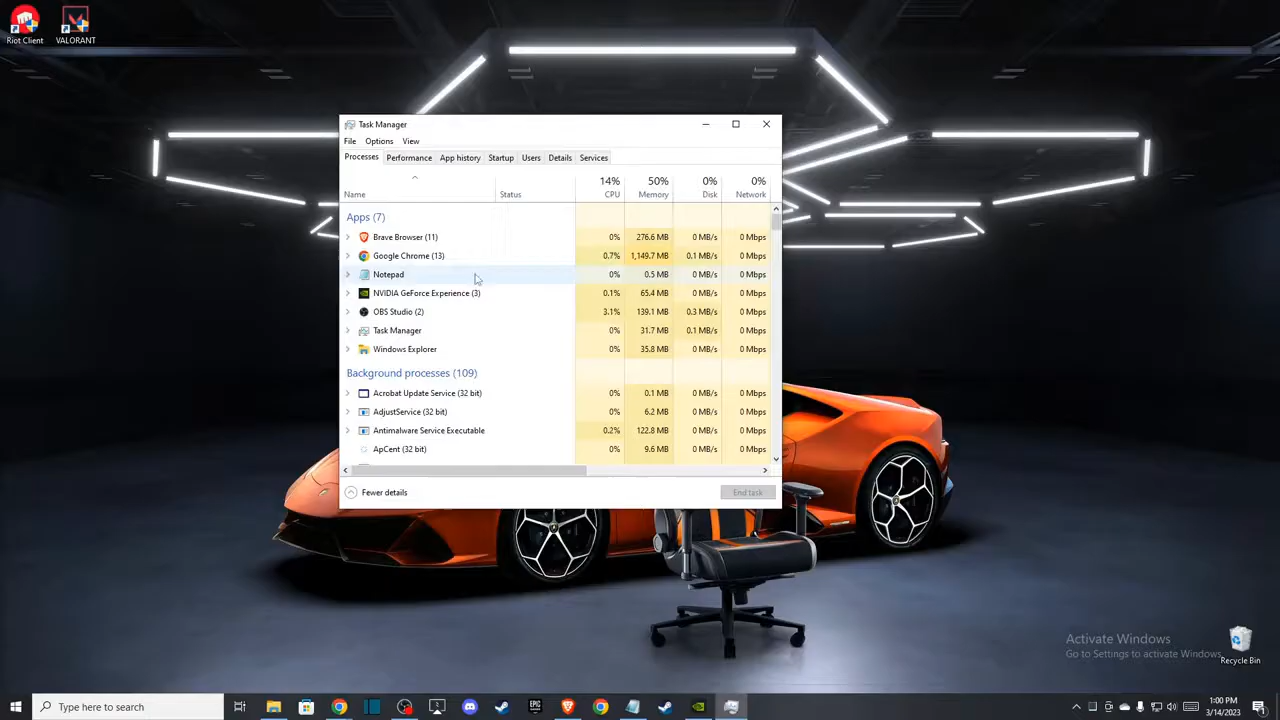 Riot Client
VALORANT
Task Manager
File Options View
Processes Performance App history Startup Users Details Services
14% 50% 0% 0%
Name Status CPU Memory Disk Network
Apps (7)
Brave Browser (11) 0% 276.6 MB 0 MB/s 0 Mbps
Google Chrome (13) 0.7% 1,149.7 MB 0.1 MB/s 0 Mbps
Notepad 0% 0.5 MB 0 MB/s 0 Mbps
NVIDIA GeForce Experience (3) 0.1% 65.4 MB 0 MB/s 0 Mbps
OBS Studio (2) 3.1% 139.1 MB 0.3 MB/s 0 Mbps
Task Manager 0% 31.7 MB 0.1 MB/s 0 Mbps
Windows Explorer 0% 35.8 MB 0 MB/s 0 Mbps
Background processes (109)
Acrobat Update Service (32 bit) 0% 0.1 MB 0 MB/s 0 Mbps
AdjustService (32 bit) 0% 6.2 MB 0 MB/s 0 Mbps
Antimalware Service Executable 0.2% 122.8 MB 0 MB/s 0 Mbps
ApCent (32 bit) 0% 9.6 MB 0 MB/s 0 Mbps
Fewer details
End task
Activate Windows
Go to Settings to activate Windows.
Recycle Bin
Type here to search
EPIC
1:00 PM
3/14/2023